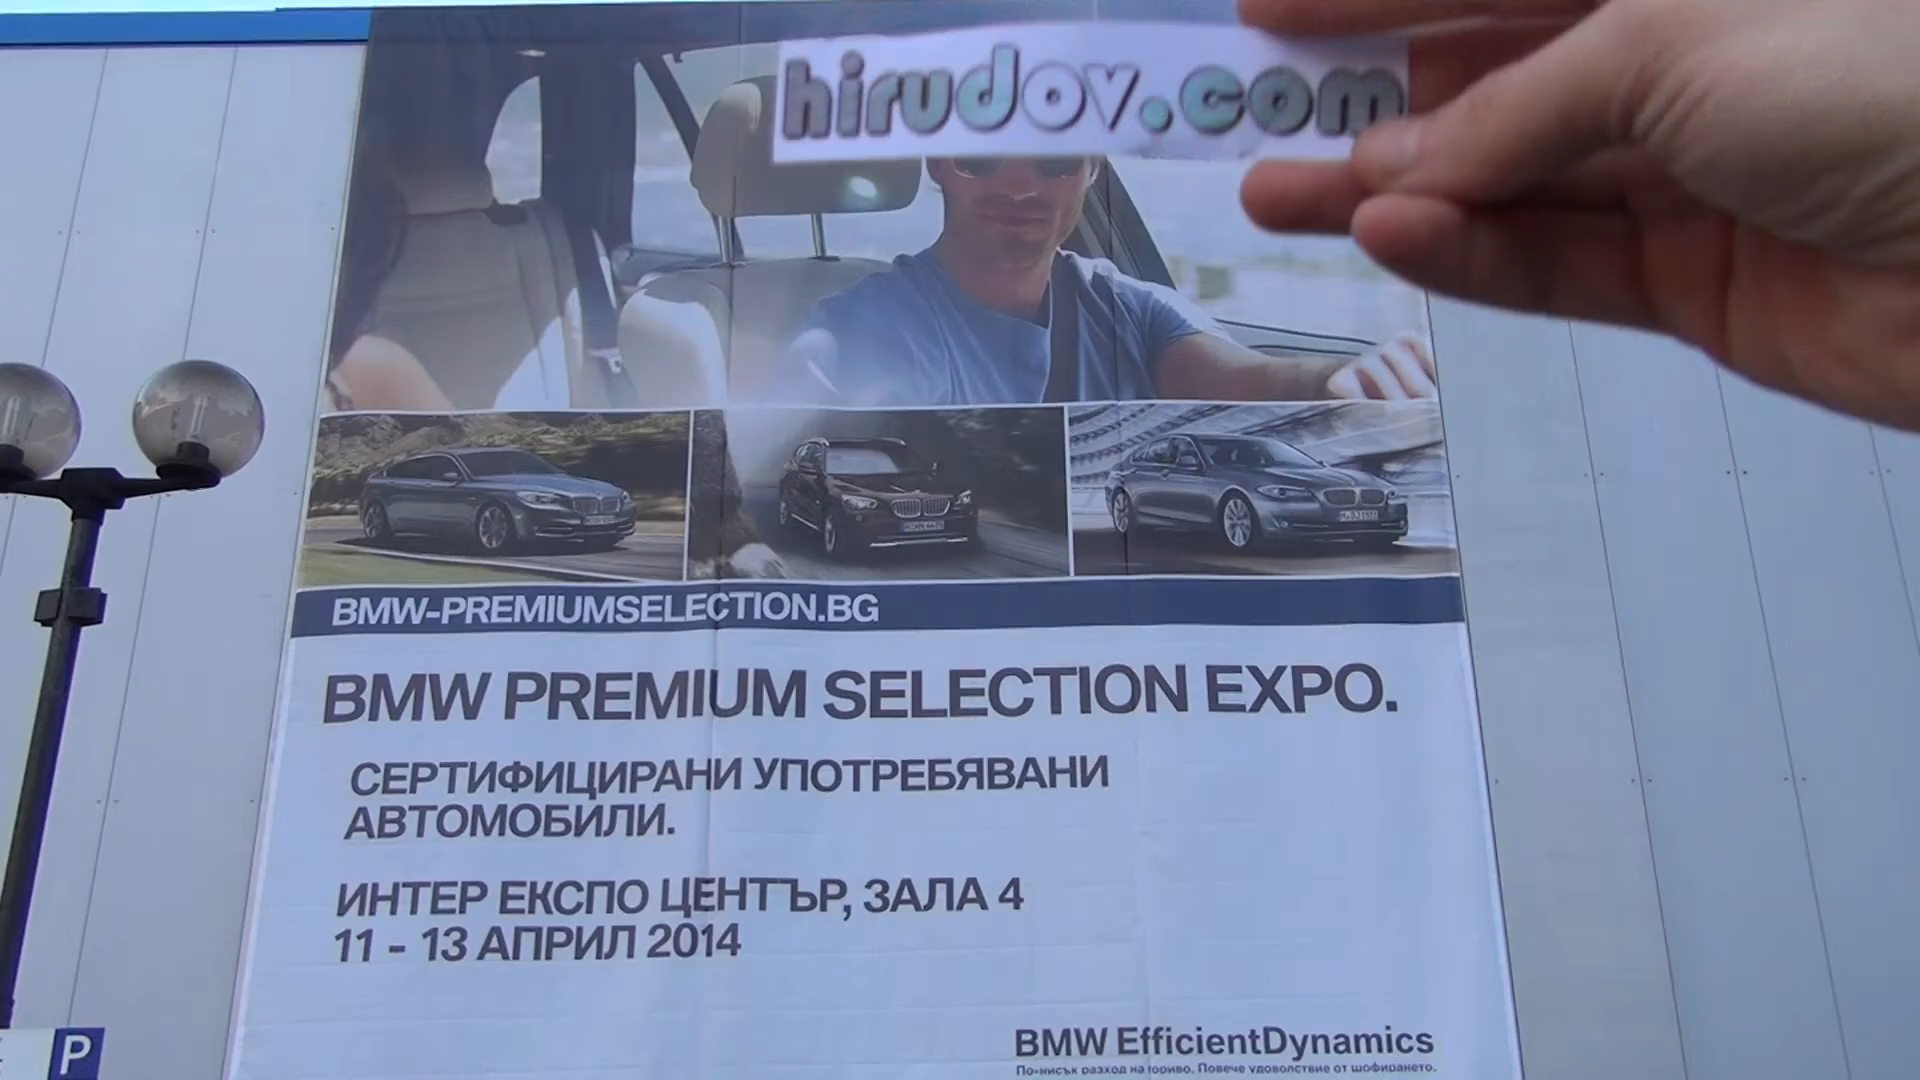 hirudov.com
BMW-PREMIUMSELECTION.BG
BMW PREMIUM SELECTION EXPO.
СЕРТИФИЦИРАНИ УПОТРЕБЯВАНИ
АВТОМОБИЛИ.
ИНТЕР ЕКСПО ЦЕНТЪР, ЗАЛА 4
11 - 13 АПРИЛ 2014
BMW EfficientDynamics
По-нисък разход на гориво. Повече удоволствие от шофирането.
P